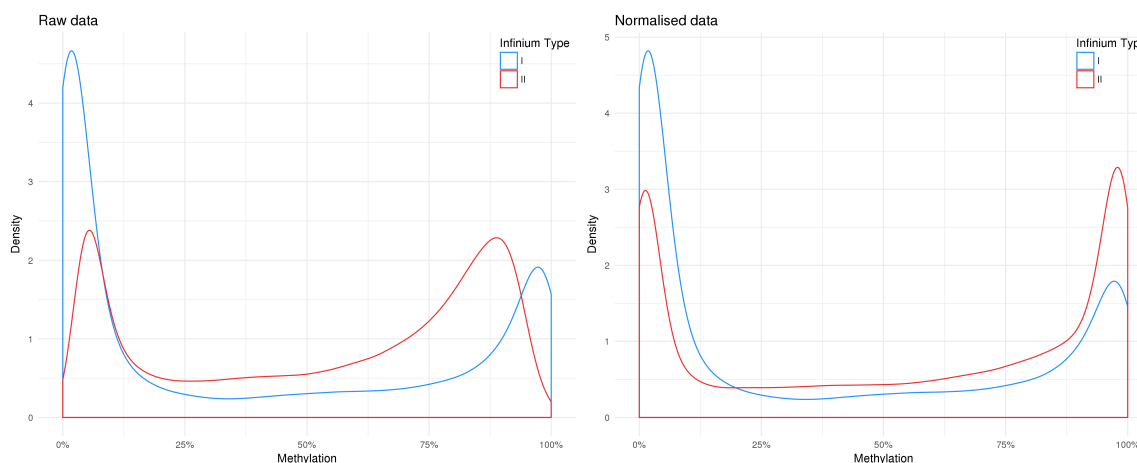 Raw data
Infinium Type
I
II
4
3
2
1
0
Density
0%
25%
50%
75%
100%
Methylation
Normalised data
Infinium Typ
I
II
5
4
3
2
1
0
Density
0%
25%
50%
75%
100%
Methylation